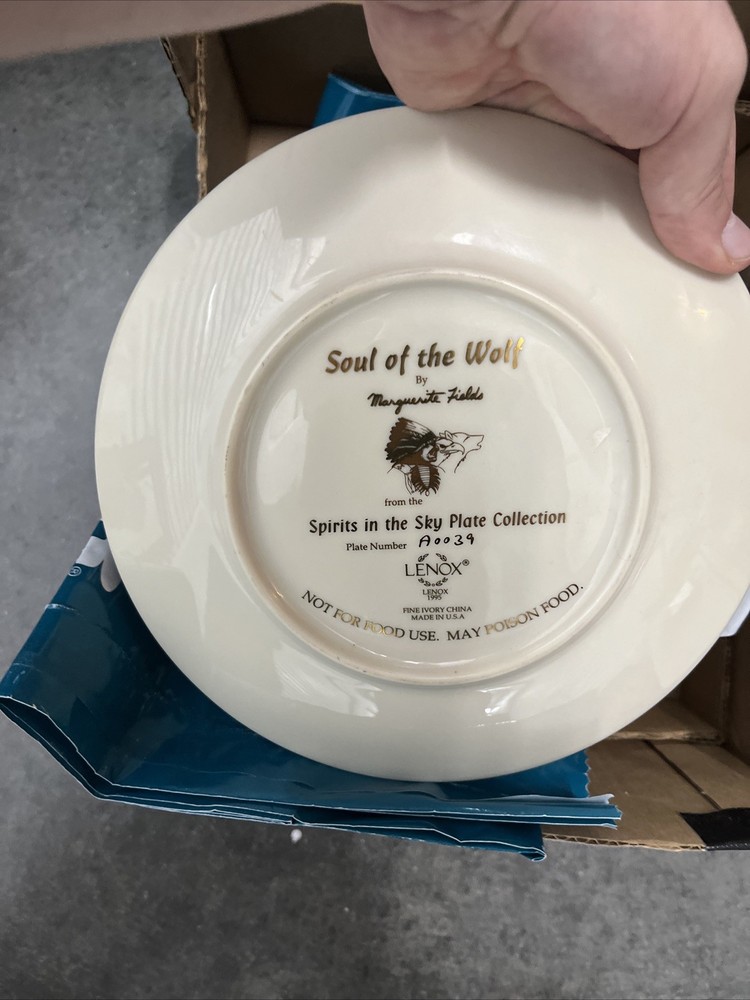 Soul of the Wolf
By
Marguerite Fields
from the
Spirits in the Sky Plate Collection
Plate Number A0039
LENOX®
LENOX
1995
FINE IVORY CHINA
MADE IN U.S.A
NOT FOR FOOD USE. MAY POISON FOOD.